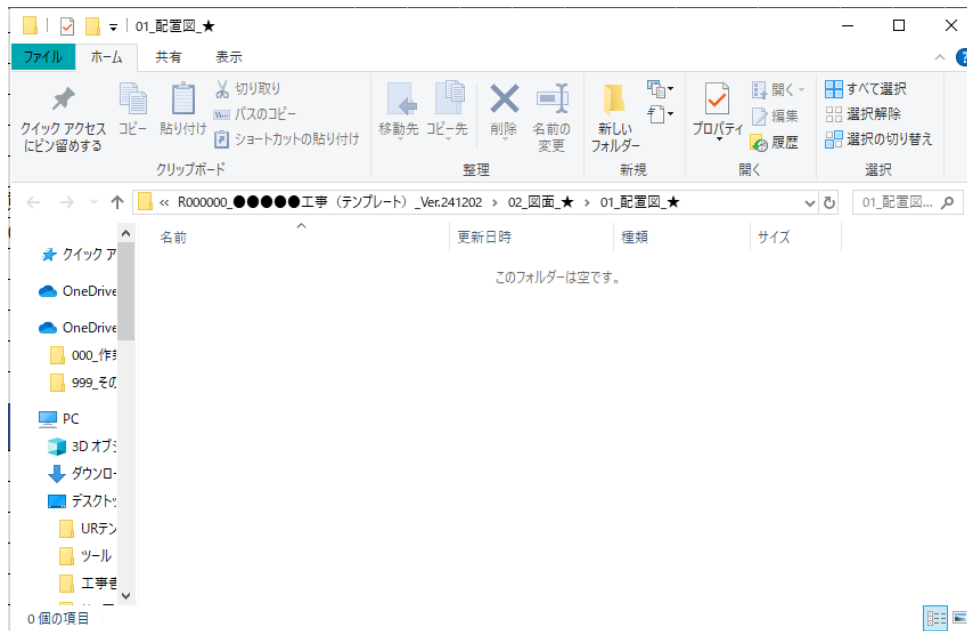 01_配置図_★
ファイル ホーム 共有 表示
クイック アクセス
にピン留めする
コピー
貼り付け
切り取り
パスのコピー
ショートカットの貼り付け
クリップボード
移動先
コピー先
削除
名前の
変更
整理
新しい
フォルダー
新規
プロパティ
開く
編集
履歴
開く
すべて選択
選択解除
選択の切り替え
選択
« R000000_●●●●●工事（テンプレート）_Ver.241202 › 02_図面_★ › 01_配置図_★
01_配置図...
名前 更新日時 種類 サイズ
このフォルダーは空です。
クイック ア
OneDrive
OneDrive
000_作業
999_その
PC
3D オブジ
ダウンロー
デスクトッ
URテン
ツール
工事者
0 個の項目